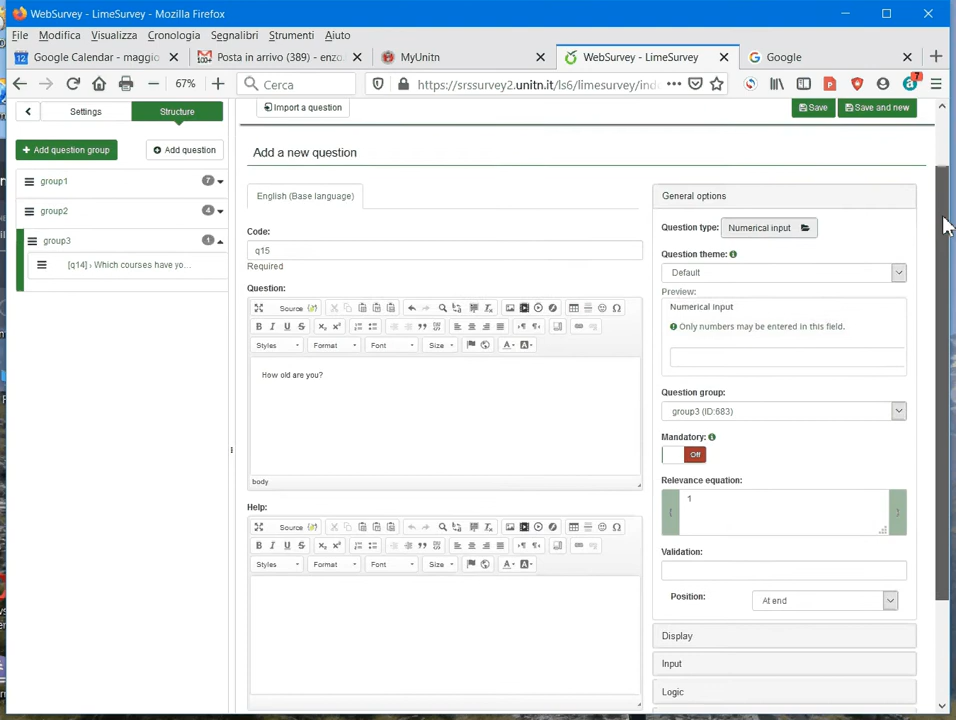 WebSurvey - LimeSurvey - Mozilla Firefox
File Modifica Visualizza Cronologia Segnalibri Strumenti Aiuto
Google Calendar - maggio
Posta in arrivo (389) - enzo.
MyUnitn
WebSurvey - LimeSurvey
Google
67%
Cerca
https://srssurvey2.unitn.it/ls6/limesurvey/inde
7
Settings
Structure
Import a question
Save
Save and new
Add question group
Add question
Add a new question
group1
7
English (Base language)
General options
group2
4
Question type:
Numerical input
Code:
group3
1
q15
Question theme:
[q14] › Which courses have yo...
Required
Default
Question:
Preview:
Source
Numerical Input
Only numbers may be entered in this field.
B I U S
Styles
Format
Font
Size
A
A
How old are you?
Question group:
group3 (ID:683)
Mandatory:
Off
body
Relevance equation:
1
Help:
Source
B I U S
Validation:
Styles
Format
Font
Size
A
A
Position:
At end
Display
Input
Logic